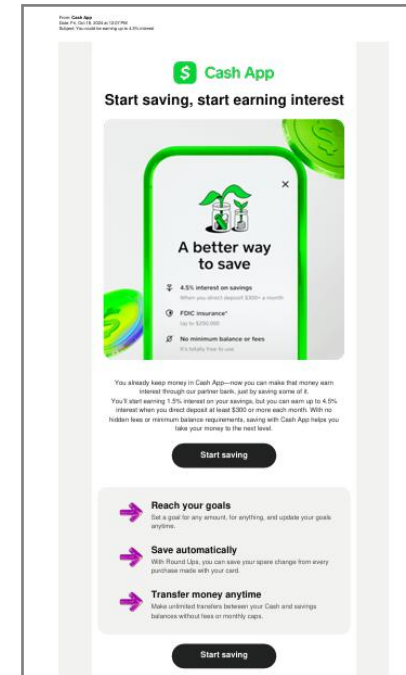 From: Cash App
Date: Fri, Oct 18, 2024 at 12:07 PM
Subject: You could be earning up to 4.5% interest
$ Cash App
Start saving, start earning interest
A better way
to save
4.5% interest on savings
When you direct deposit $300+ a month
FDIC insurance*
Up to $250,000
No minimum balance or fees
It's totally free to use
You already keep money in Cash App—now you can make that money earn
interest through our partner bank, just by saving some of it.
You'll start earning 1.5% interest on your savings, but you can earn up to 4.5%
interest when you direct deposit at least $300 or more each month. With no
hidden fees or minimum balance requirements, saving with Cash App helps you
take your money to the next level.
Start saving
Reach your goals
Set a goal for any amount, for anything, and update your goals
anytime.
Save automatically
With Round Ups, you can save your spare change from every
purchase made with your card.
Transfer money anytime
Make unlimited transfers between your Cash and savings
balances without fees or monthly caps.
Start saving